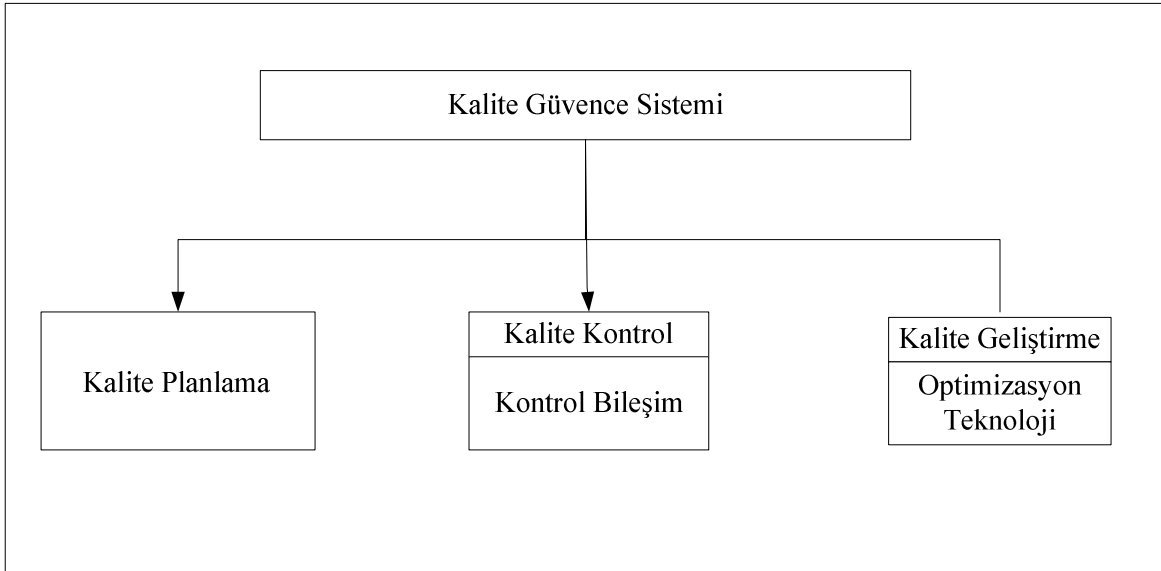 Kalite Güvence Sistemi
Kalite Planlama
Kalite Kontrol
Kontrol Bileşim
Kalite Geliştirme
Optimizasyon
Teknoloji